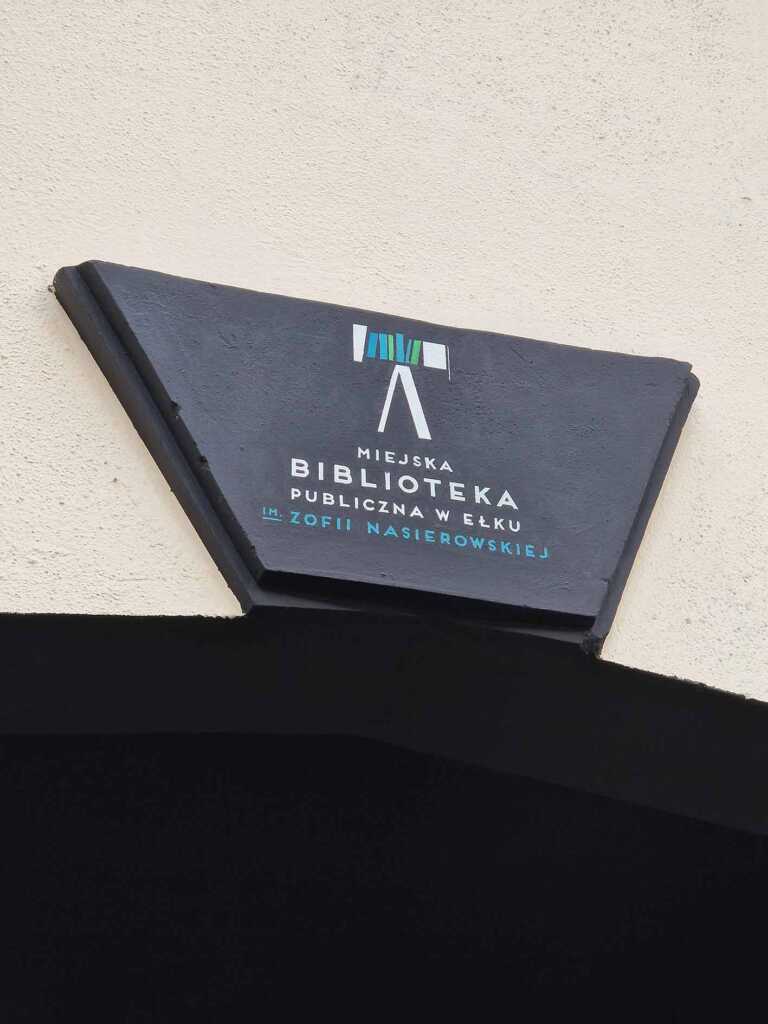 MIEJSKA
BIBLIOTEKA
PUBLICZNA W EŁKU
IM. ZOFII NASIEROWSKIEJ